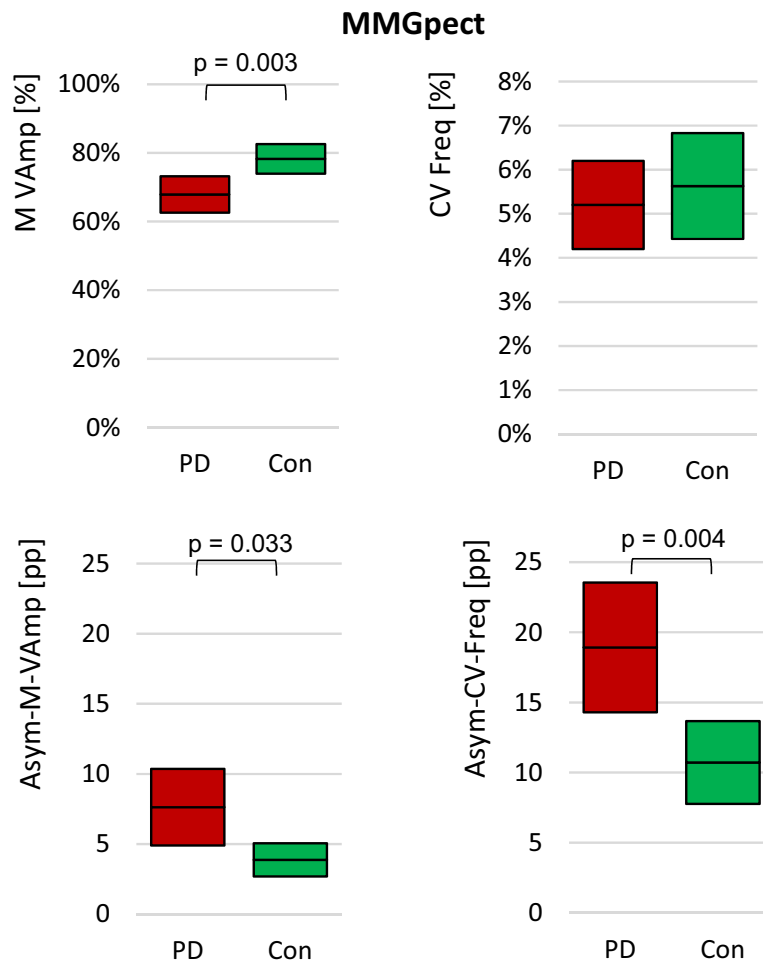 MMGpect
M VAmp [%]
p = 0.003
100%
80%
60%
40%
20%
0%
PD Con
CV Freq [%]
8%
7%
6%
5%
4%
3%
2%
1%
0%
PD Con
Asym-M-VAmp [pp]
p = 0.033
25
20
15
10
5
0
PD Con
Asym-CV-Freq [pp]
p = 0.004
25
20
15
10
5
0
PD Con